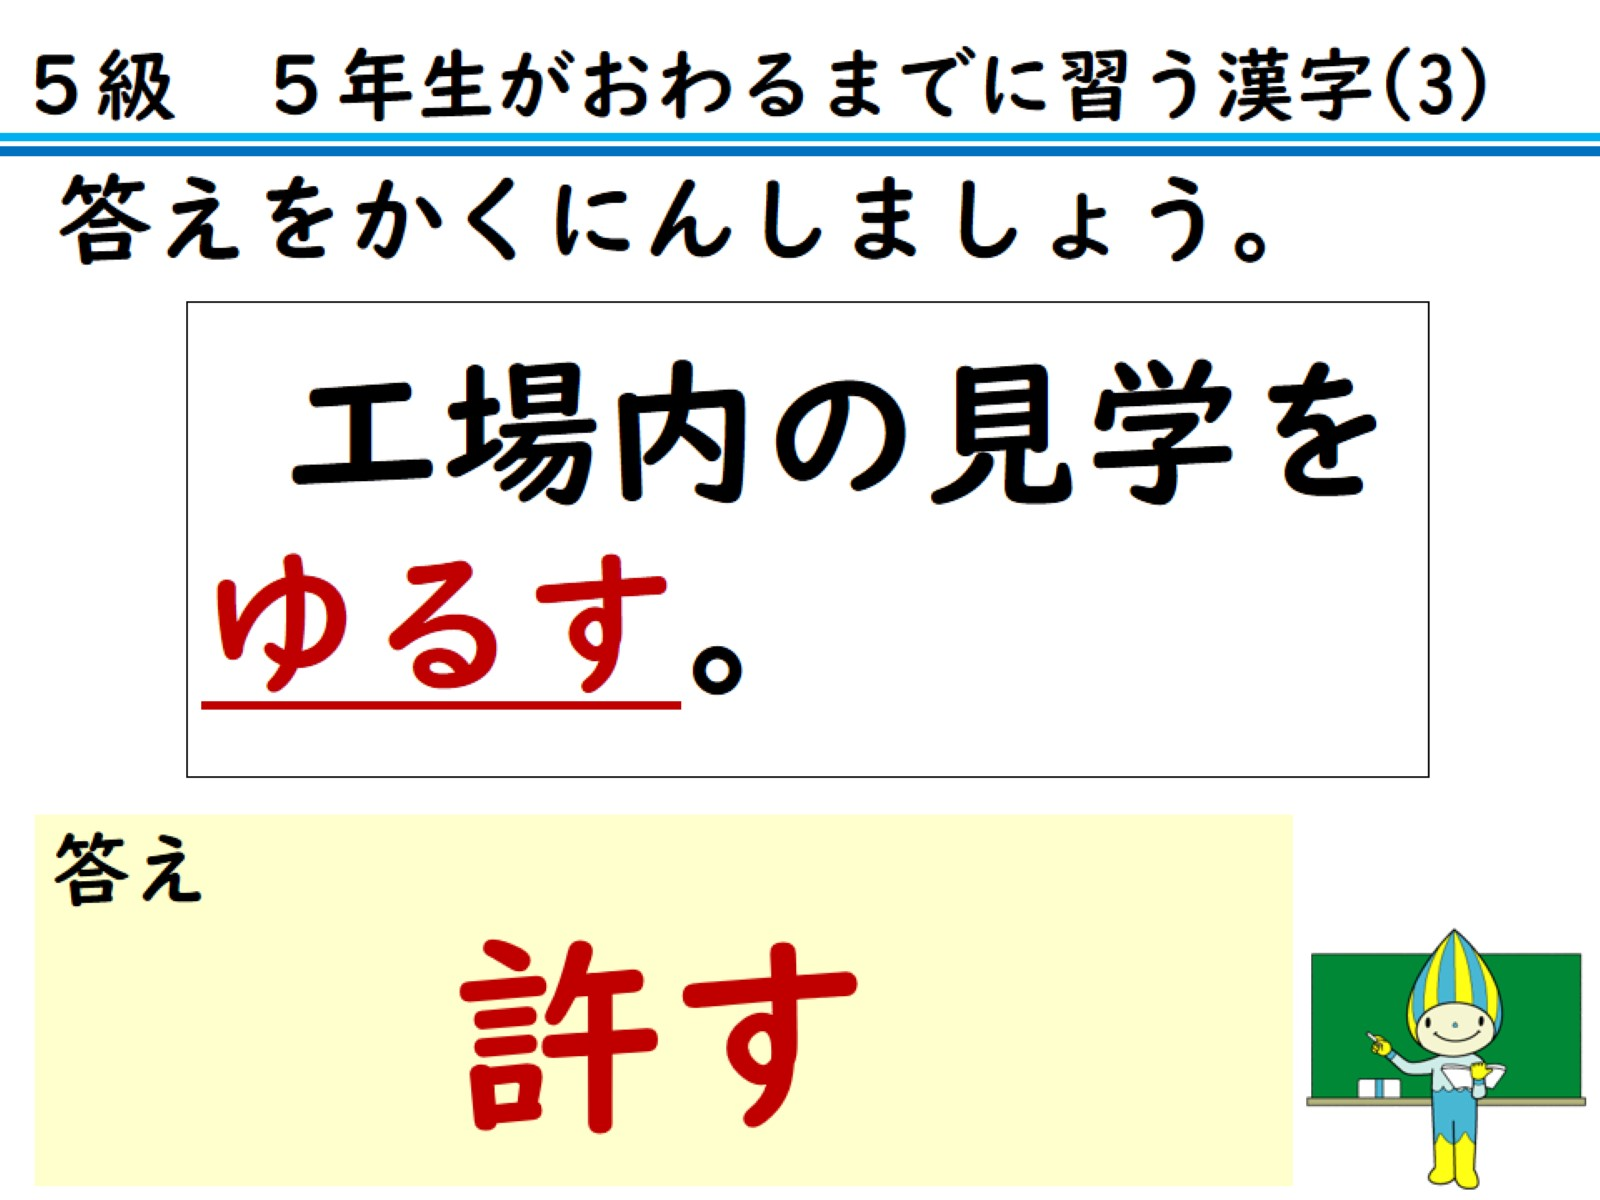 ５級　５年生がおわるまでに習う漢字(3)
答えをかくにんしましょう。
工場内の見学を
ゆるす。
答え
許す